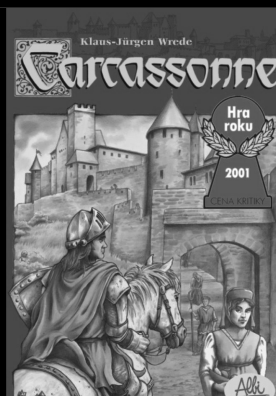 Klaus-Jürgen Wrede
Carcassonne
Hra
roku
2001
CENA KRITIKY
Albi